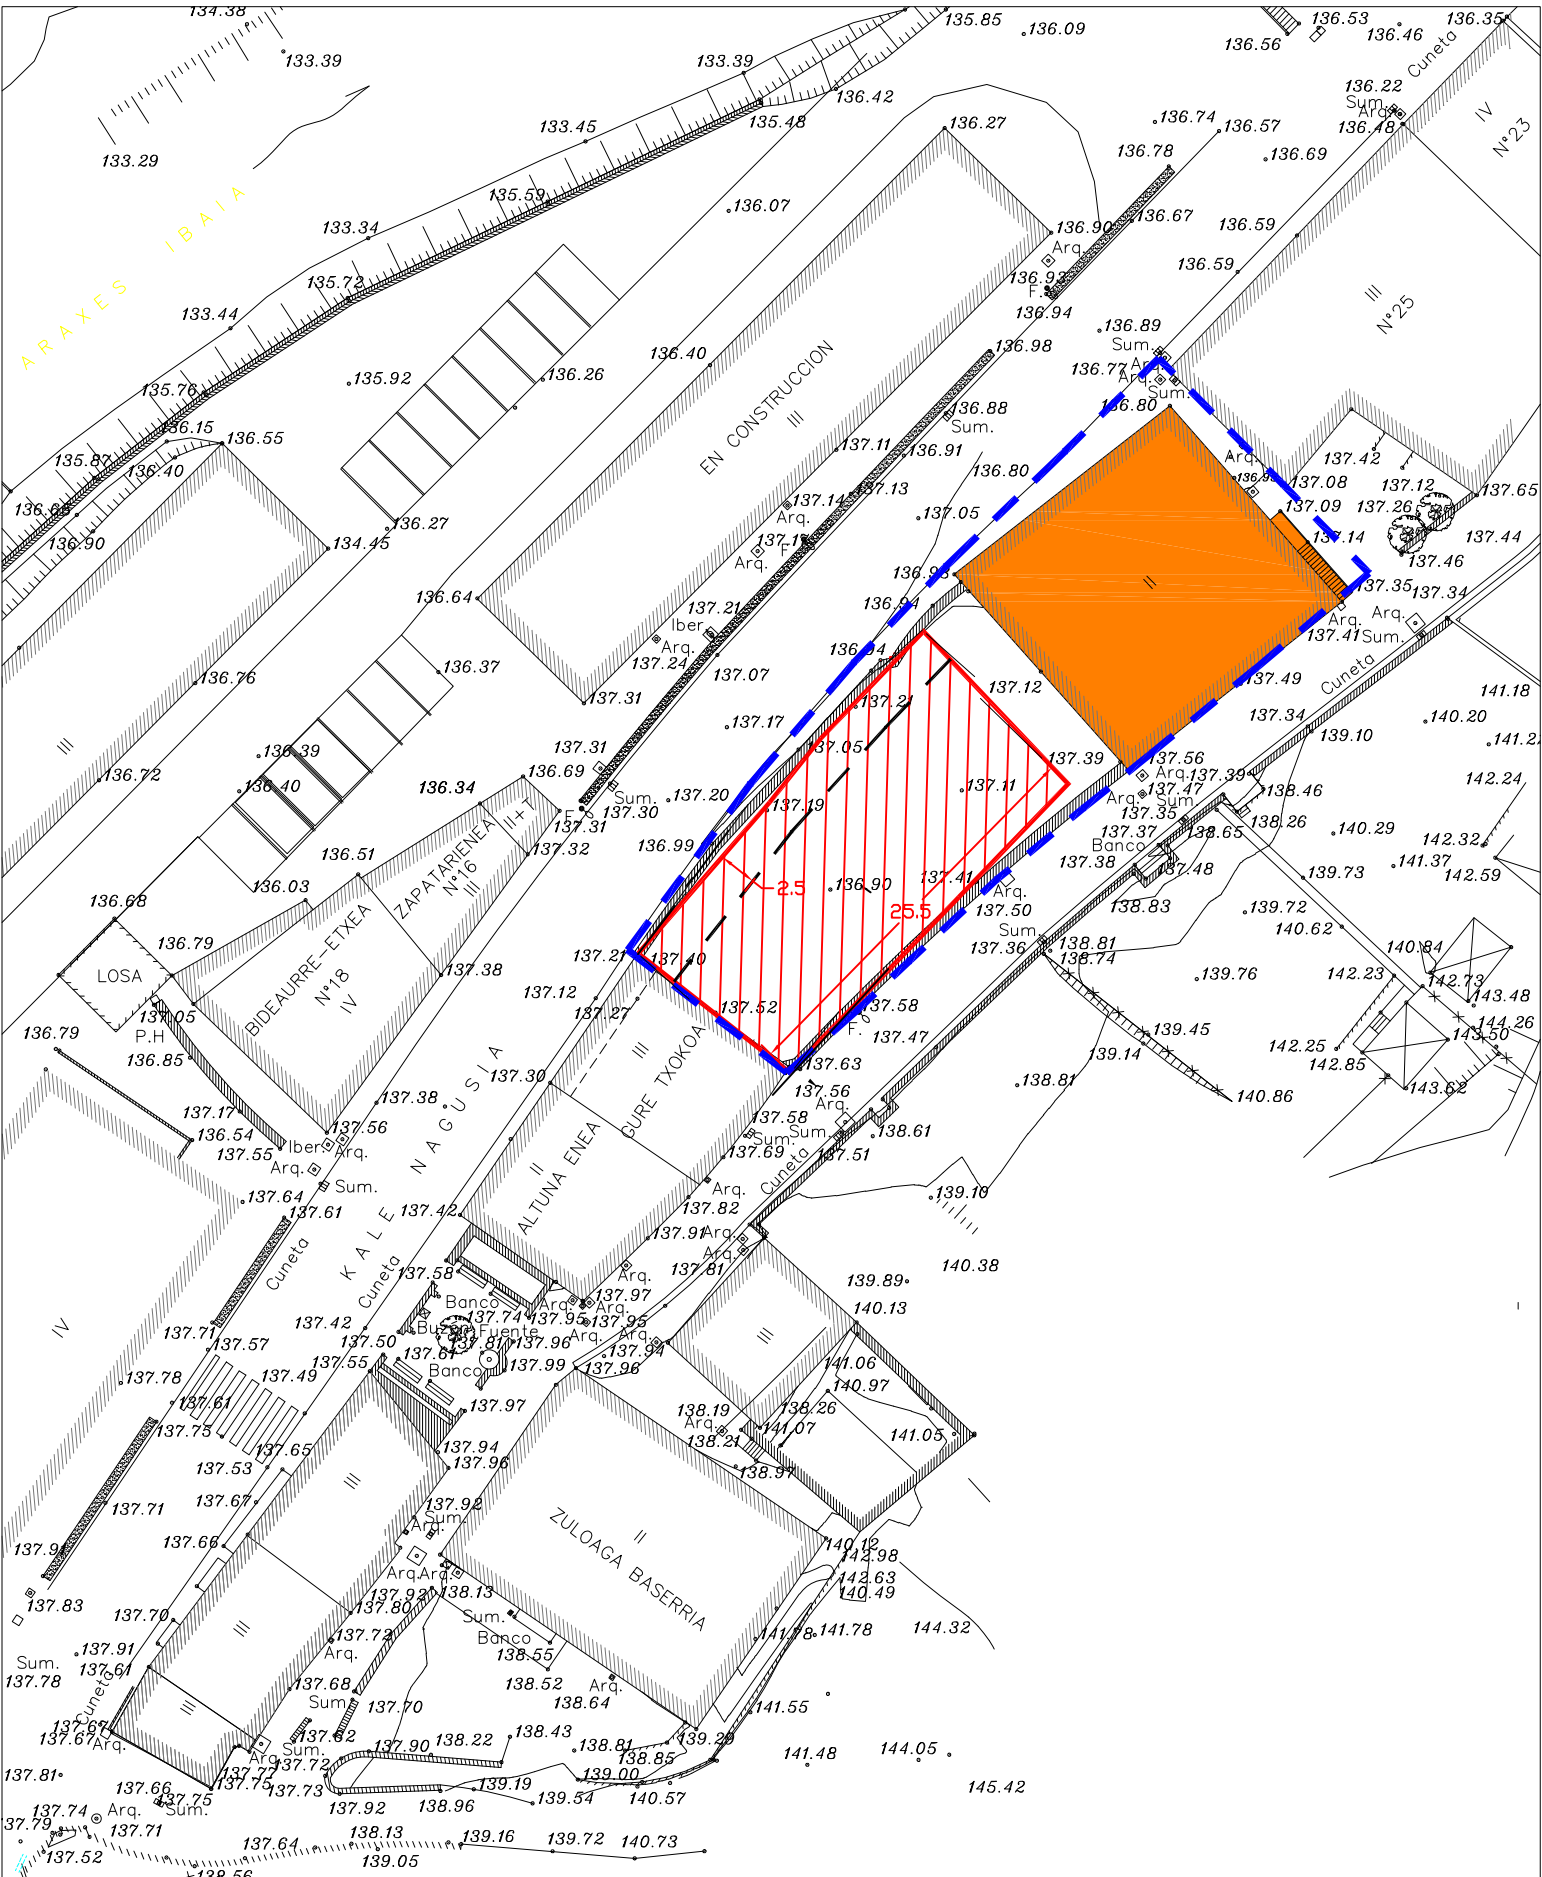 134.38
135.85
136.09
136.53
136.46
136.35
136.56
Cuneta
133.39
133.39
136.22
Sum.
Arq.
136.48
IV
N°23
136.42
135.48
133.45
136.27
136.74
136.57
133.29
136.78
136.69
135.59
136.07
136.67
ARAXES IBAIA
133.34
136.90
Arq.
136.59
136.59
135.72
136.93
F.
136.94
III
N°25
133.44
136.89
Sum.
Arq.
136.98
136.40
EN CONSTRUCCION
III
136.77
Arq.
Sum.
135.92
136.26
135.76
136.80
136.88
Sum.
136.15
136.55
137.11
136.91
136.80
Arq.
137.42
135.87
136.40
137.08
137.12
137.13
137.14
Arq.
137.65
137.09
137.26
136.68
136.27
137.05
136.90
134.45
Arq.
137.14
137.44
137.46
136.93
II
137.35
137.34
136.64
137.21
Iber.
136.94
Arq.
Arq.
137.41
Sum.
Arq.
137.24
136.94
137.07
Cuneta
136.37
136.76
137.12
137.49
141.18
137.31
137.21
137.34
140.20
III
137.17
139.10
137.05
137.31
136.39
137.39
137.56
136.72
136.69
Arq.
137.39
142.24
136.40
136.34
Sum.
137.20
137.11
137.47
138.46
137.30
Arq.
Sum.
II+T
F.
137.31
137.19
137.35
138.26
138.65
140.29
142.32
137.32
136.99
137.37
Banco
136.51
137.38
137.48
141.37
142.59
139.73
136.03
ZAPATARIENEA
N°16
III
2.5
136.90
137.41
Arq.
138.83
136.68
25.5
137.50
139.72
140.62
Sum.
136.79
137.21
137.40
137.36
138.81
138.74
140.84
LOSA
BIDEAURRE-ETXEA
N°18
IV
137.38
139.76
142.23
142.73
137.12
137.27
137.52
137.58
143.48
137.05
P.H
F.
137.47
139.45
144.26
136.79
136.85
139.14
142.25
143.50
142.85
III
GURE TXOKOA
137.63
137.30
137.56
138.81
143.62
140.86
137.38
137.17
Arq.
137.56
137.58
136.54
Sum.
Sum.
138.61
137.55
Iber.
Arq.
Arq.
137.69
137.51
II
ALTUNA ENEA
Cuneta
Sum.
Arq.
137.64
137.61
137.82
139.10
137.42
KALE NAGUSIA
137.91
Arq.
Arq.
Cuneta
Cuneta
137.58
Arq.
137.81
140.38
139.89
Banco
137.97
Arq.
Arq.
140.13
137.74
137.95
137.95
IV
137.71
137.42
Buzon
Fuente
Arq.
Arq.
III
137.57
137.50
137.81
137.96
137.61
137.94
137.55
Banco
137.99
137.96
141.06
137.78
137.49
140.97
137.61
137.97
138.19
138.26
Arq.
137.75
141.07
141.05
137.65
137.94
138.21
137.53
137.96
138.97
III
137.67
137.71
137.92
Sum.
II
ZULOAGA BASERRIA
137.66
140.12
142.98
Arq.
Arq.
142.63
137.92
138.13
140.49
137.83
137.70
137.80
Sum.
III
137.72
Banco
141.78
141.78
144.32
137.91
Arq.
138.55
Sum.
137.61
137.78
137.68
138.52
Arq.
Cuneta
Sum.
137.70
138.64
III
141.55
137.67
137.62
138.43
139.20
Arq.
Arq.
Sum.
137.90
138.22
138.81
138.85
144.05
137.72
141.48
137.81
137.66
137.75
137.75
137.73
139.19
139.00
145.42
Sum.
137.92
138.96
139.54
140.57
137.74
Arq.
137.79
137.71
137.64
138.13
139.16
139.72
140.73
137.52
139.05
138.56